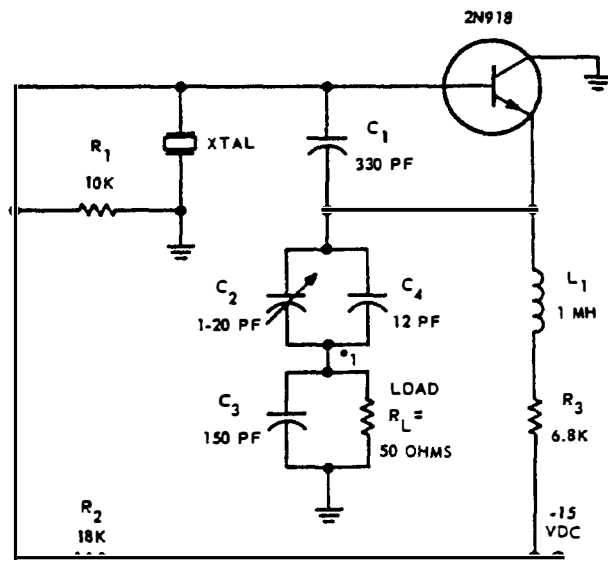 2N918
R1
10K
XTAL
C1
330 PF
C2
1-20 PF
C4
12 PF
L1
1 MH
e1
C3
150 PF
LOAD
RL=
50 OHMS
R3
6.8K
R2
18K
-15
VDC